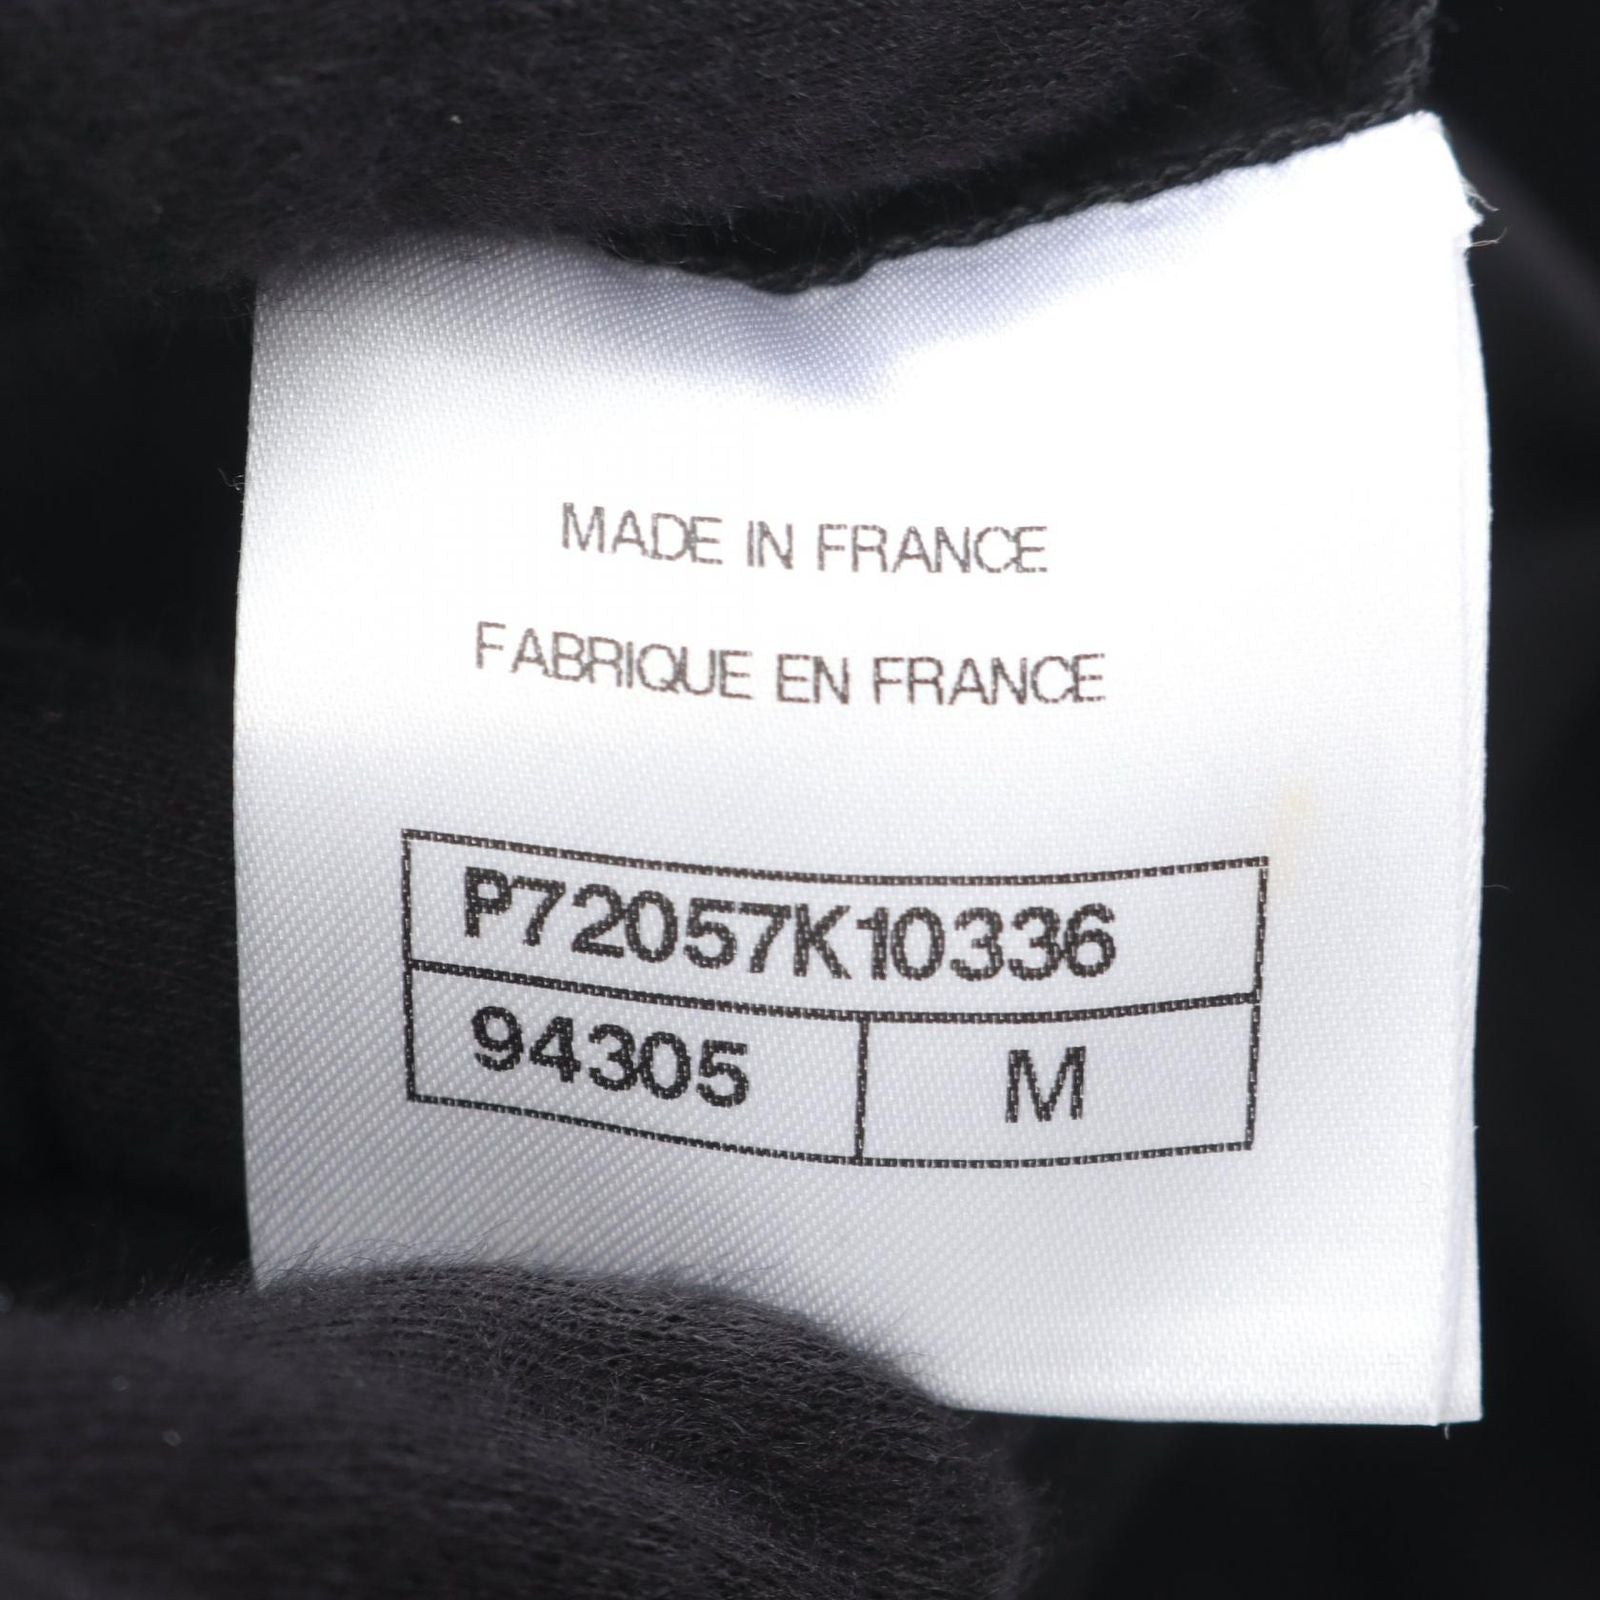 MADE IN FRANCE
FABRIQUE EN FRANCE
P72057K10336
94305 M